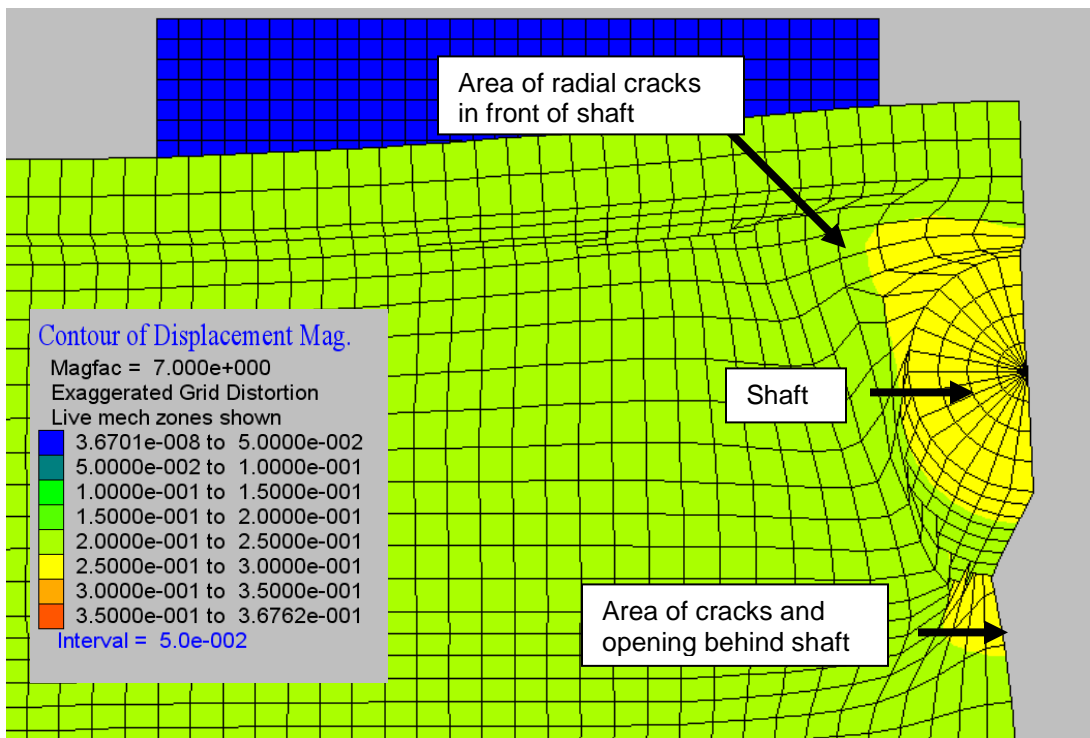 Area of radial cracks
in front of shaft
Contour of Displacement Mag.
Magfac = 7.000e+000
Exaggerated Grid Distortion
Live mech zones shown
3.6701e-008 to 5.0000e-002
5.0000e-002 to 1.0000e-001
1.0000e-001 to 1.5000e-001
1.5000e-001 to 2.0000e-001
2.0000e-001 to 2.5000e-001
2.5000e-001 to 3.0000e-001
3.0000e-001 to 3.5000e-001
3.5000e-001 to 3.6762e-001
Interval = 5.0e-002
Shaft
Area of cracks and
opening behind shaft